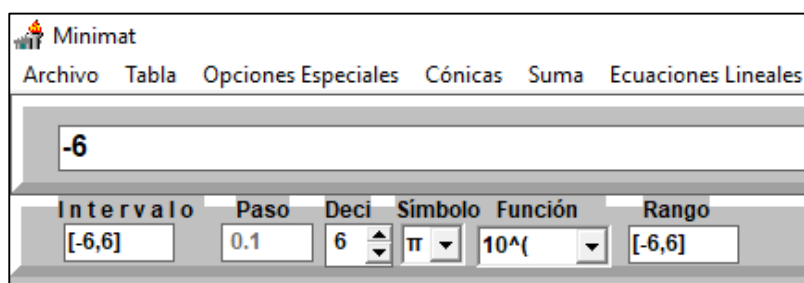 Minimat
Archivo Tabla Opciones Especiales Cónicas Suma Ecuaciones Lineales
-6
Intervalo Paso Deci Símbolo Función Rango
[-6,6] 0.1 6 π 10^( [-6,6]